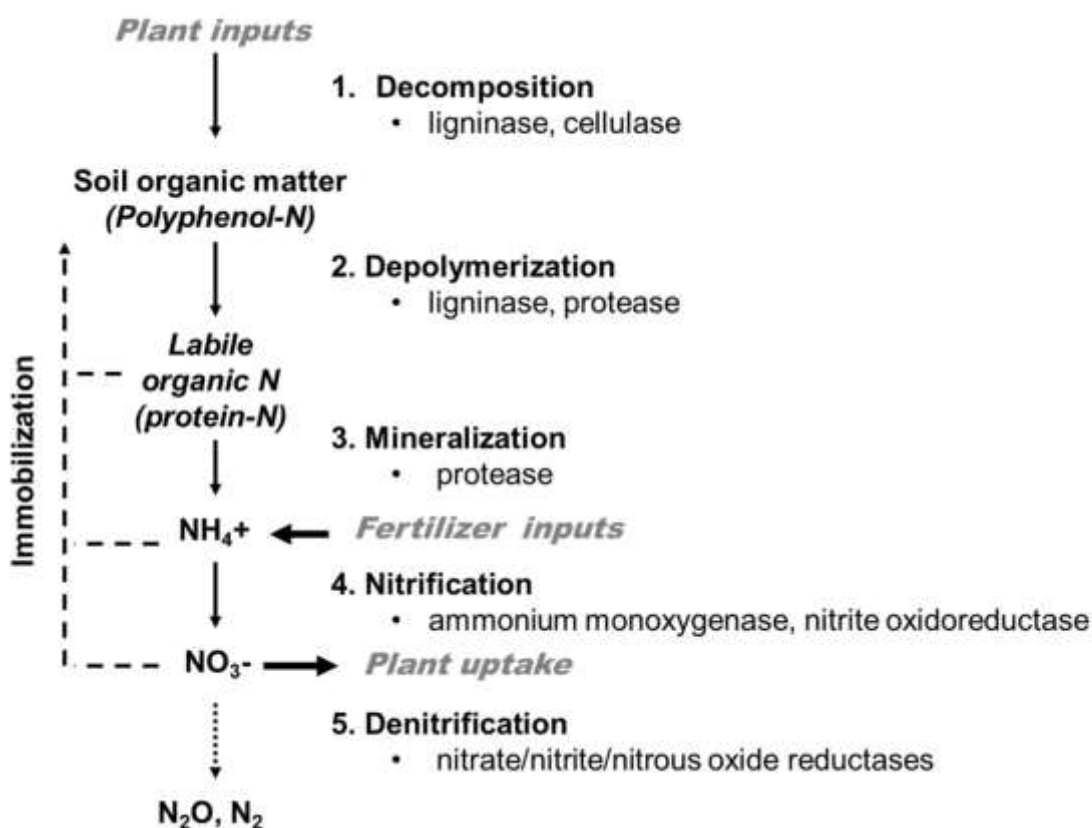 Plant inputs
1. Decomposition
• ligninase, cellulase
Soil organic matter
(Polyphenol-N)
2. Depolymerization
• ligninase, protease
Labile
organic N
(protein-N)
Immobilization
3. Mineralization
• protease
NH₄+
Fertilizer inputs
4. Nitrification
• ammonium monoxygenase, nitrite oxidoreductase
NO₃-
Plant uptake
5. Denitrification
• nitrate/nitrite/nitrous oxide reductases
N₂O, N₂